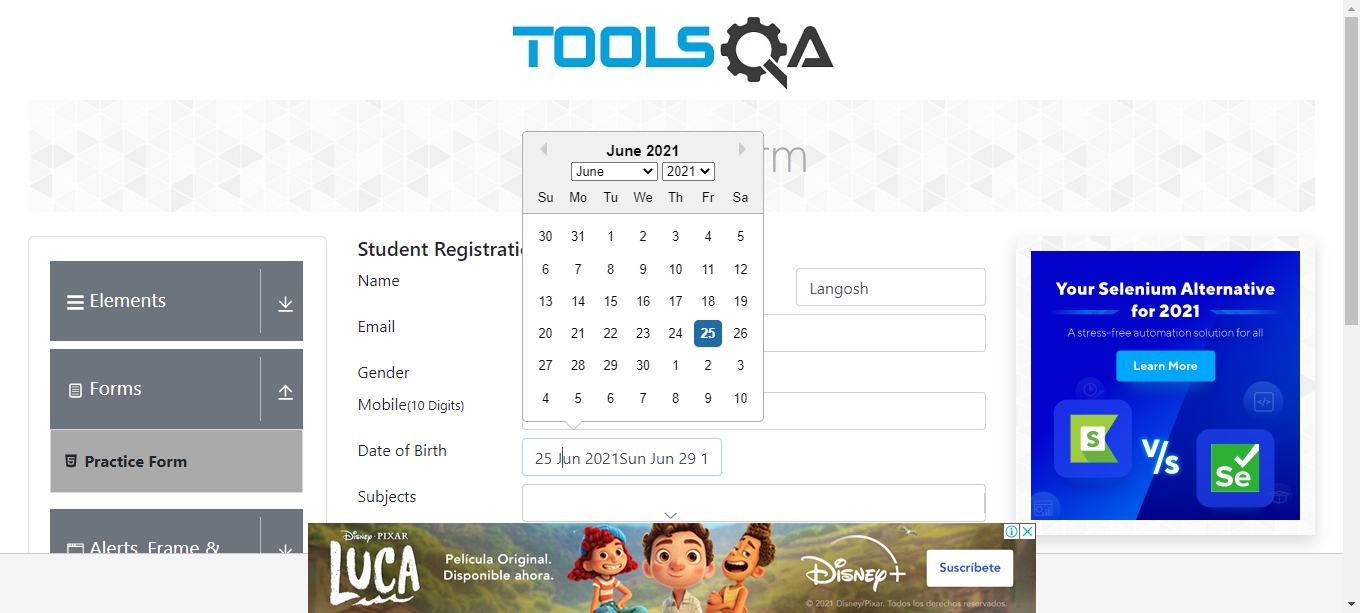 TOOLSQA
rm
June 2021
June 2021
Su Mo Tu We Th Fr Sa
30 31 1 2 3 4 5
6 7 8 9 10 11 12
13 14 15 16 17 18 19
20 21 22 23 24 25 26
27 28 29 30 1 2 3
4 5 6 7 8 9 10
Elements
Forms
Practice Form
Alerts, Frame &
Student Registrati
Name
Langosh
Email
Gender
Mobile(10 Digits)
Date of Birth
25 Jun 2021Sun Jun 29 1
Subjects
Your Selenium Alternative
for 2021
A stress-free automation solution for all
Learn More
S
V/s
Se
DISNEY · PIXAR
LUCA
Película Original.
Disponible ahora.
Disney+
Suscríbete
© 2021 Disney/Pixar. Todos los derechos reservados.